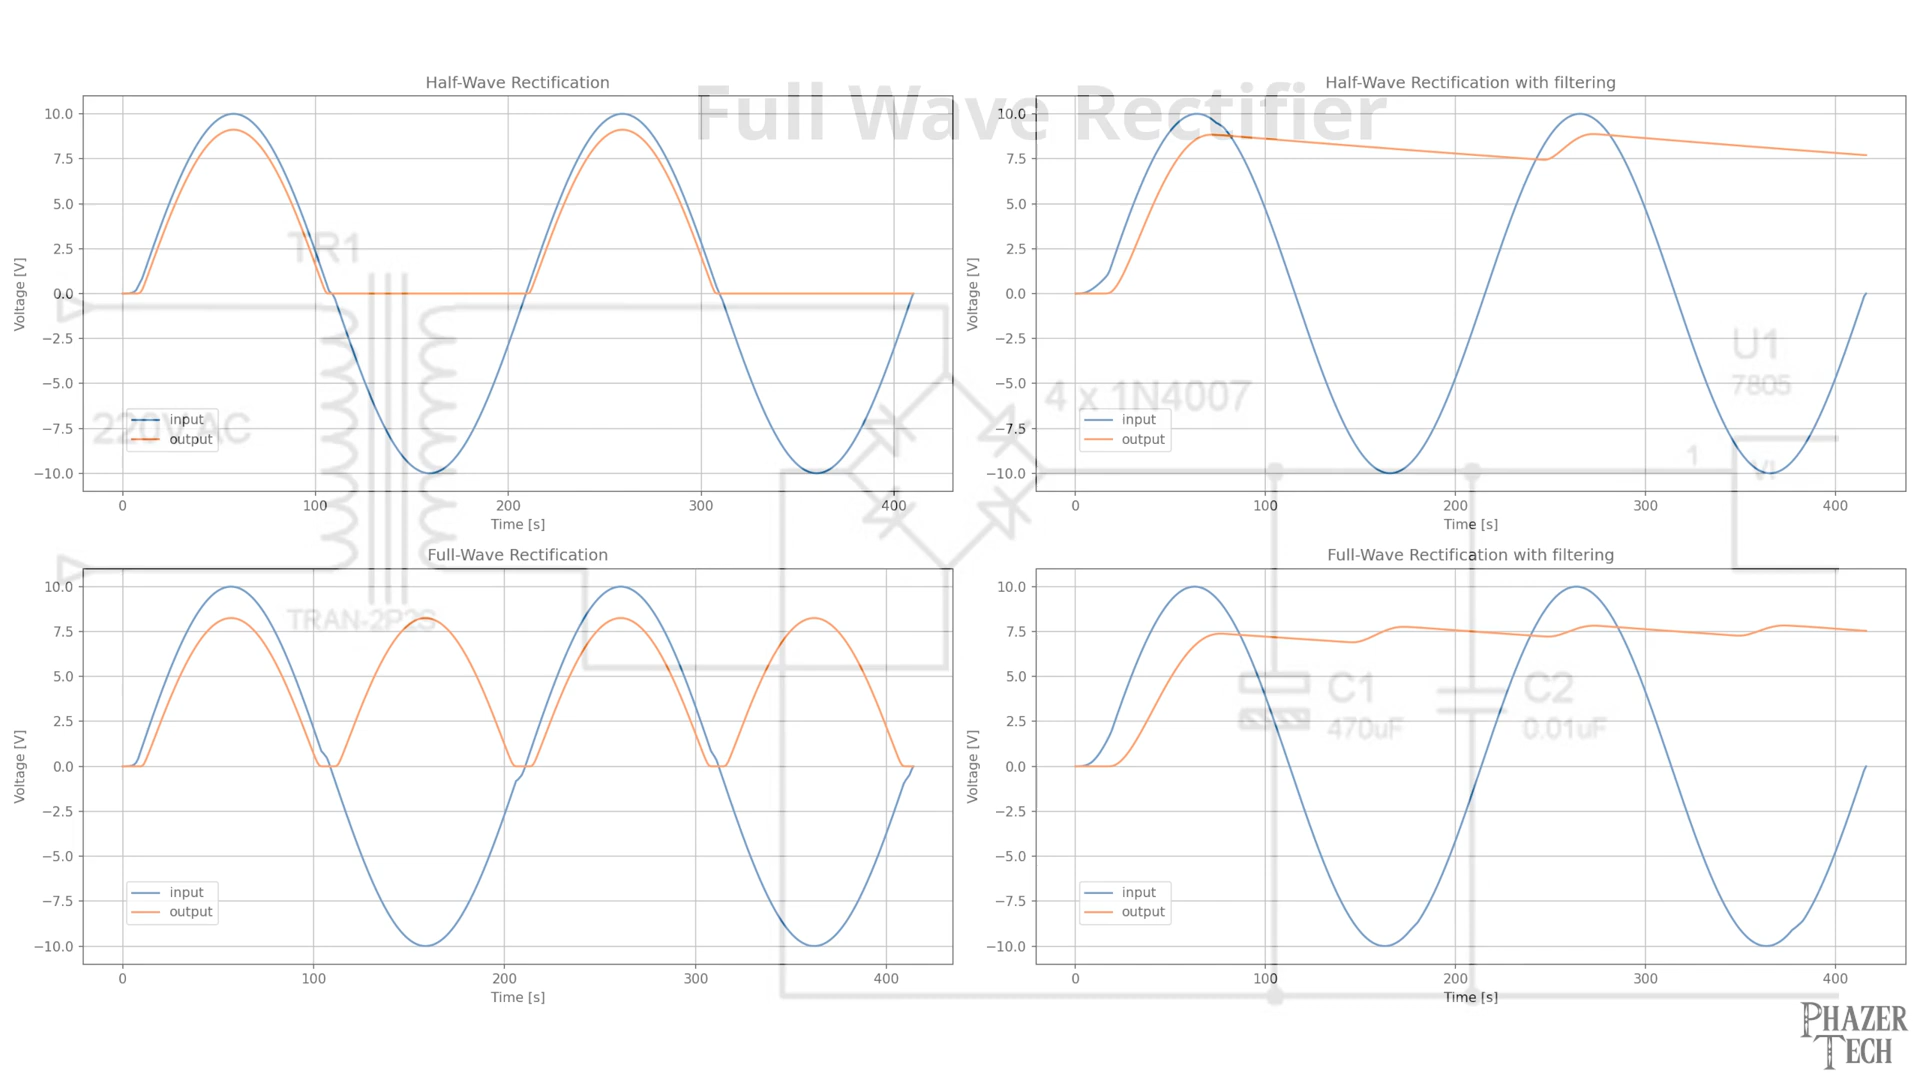 Full Wave Rectifier
Half-Wave Rectification
10.0
7.5
5.0
2.5
0.0
−2.5
−5.0
−7.5
−10.0
Voltage [V]
input
output
0 100 200 300 400
Time [s]
Half-Wave Rectification with filtering
10.0
7.5
5.0
2.5
0.0
−2.5
−5.0
−7.5
−10.0
Voltage [V]
input
output
0 100 200 300 400
Time [s]
TR1
220V AC
TRAN-2P2S
4 x 1N4007
U1
7805
1
VI
Full-Wave Rectification
10.0
7.5
5.0
2.5
0.0
−2.5
−5.0
−7.5
−10.0
Voltage [V]
input
output
0 100 200 300 400
Time [s]
Full-Wave Rectification with filtering
10.0
7.5
5.0
2.5
0.0
−2.5
−5.0
−7.5
−10.0
Voltage [V]
input
output
0 100 200 300 400
Time [s]
C1
470uF
C2
0.01uF
PHAZER
TECH